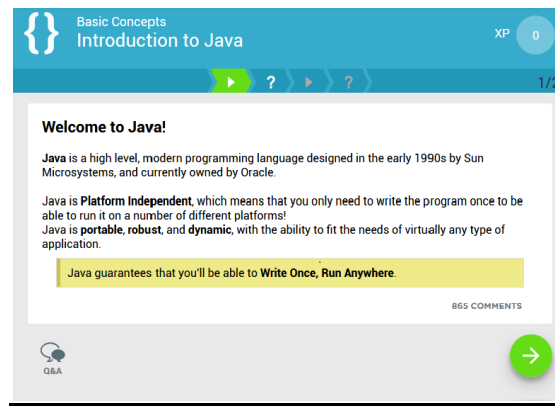 {} Basic Concepts
Introduction to Java
XP 0
? ?
1/2
Welcome to Java!
Java is a high level, modern programming language designed in the early 1990s by Sun
Microsystems, and currently owned by Oracle.
Java is Platform Independent, which means that you only need to write the program once to be
able to run it on a number of different platforms!
Java is portable, robust, and dynamic, with the ability to fit the needs of virtually any type of
application.
Java guarantees that you'll be able to Write Once, Run Anywhere.
865 COMMENTS
Q&A